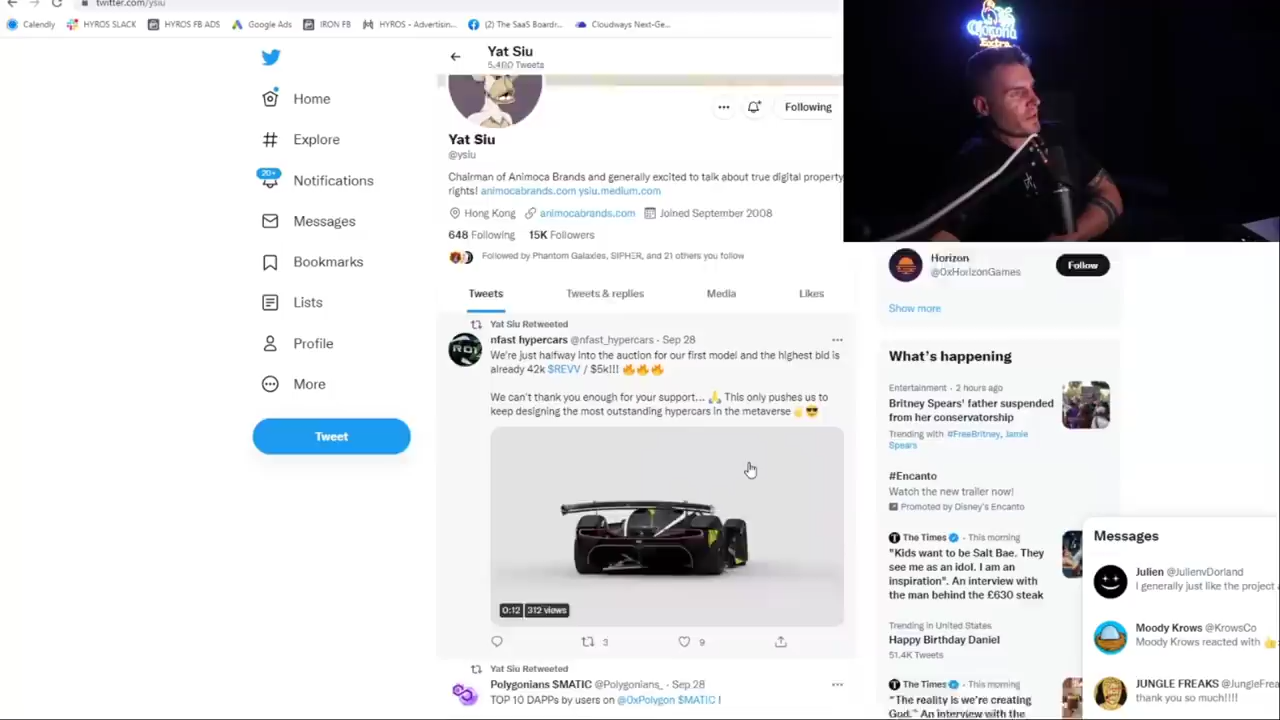 twitter.com/ysiu
Calendly
HYROS SLACK
HYROS FB ADS
Google Ads
IRON FB
HYROS - Advertisin...
(2) The SaaS Boardr...
Cloudways Next-Ge...
Home
Explore
20+
Notifications
Messages
Bookmarks
Lists
Profile
More
Tweet
Yat Siu
5,400 Tweets
Following
Yat Siu
@ysiu
Chairman of Animoca Brands and generally excited to talk about true digital property
rights! animocabrands.com ysiu.medium.com
Hong Kong animocabrands.com Joined September 2008
648 Following 15K Followers
Followed by Phantom Galaxies, SIPHER, and 21 others you follow
Tweets Tweets & replies Media Likes
Yat Siu Retweeted
nfast hypercars @nfast_hypercars · Sep 28
We're just halfway into the auction for our first model and the highest bid is
already 42k $REVV / $5k!!! 🔥🔥🔥
We can't thank you enough for your support... 🙏 This only pushes us to
keep designing the most outstanding hypercars in the metaverse 😎
0:12 312 views
3 9
Yat Siu Retweeted
Polygonians $MATIC @Polygonians_ · Sep 28
TOP 10 DAPPs by users on @0xPolygon $MATIC !
Corona
Extra
Horizon
@0xHorizonGames
Follow
Show more
What's happening
Entertainment · 2 hours ago
Britney Spears' father suspended
from her conservatorship
Trending with #FreeBritney, Jamie
Spears
#Encanto
Watch the new trailer now!
Promoted by Disney's Encanto
The Times · This morning
"Kids want to be Salt Bae. They
see me as an idol. I am an
inspiration". An interview with
the man behind the £630 steak
Trending in United States
Happy Birthday Daniel
51.4K Tweets
The Times · This morning
"The reality is we're creating
God." An interview with the
Messages
Julien @JulienvDorland
I generally just like the project a
Moody Krows @KrowsCo
Moody Krows reacted with 👍
JUNGLE FREAKS @JungleFrea
thank you so much!!!!